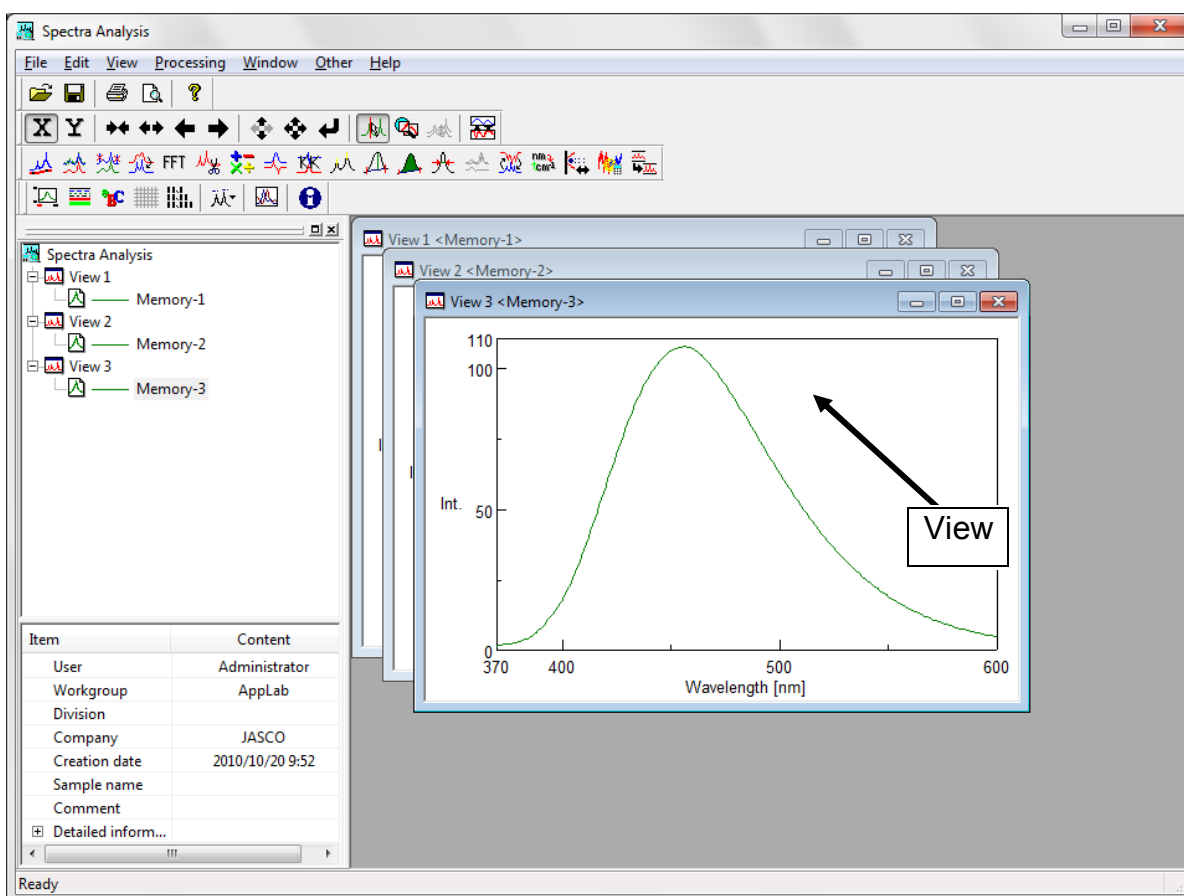 Spectra Analysis
File Edit View Processing Window Other Help
X Y
FFT
Spectra Analysis
View 1
Memory-1
View 2
Memory-2
View 3
Memory-3
View 1 <Memory-1>
View 2 <Memory-2>
View 3 <Memory-3>
110
100
Int.
50
0
370 400 500 600
Wavelength [nm]
View
Item Content
User Administrator
Workgroup AppLab
Division
Company JASCO
Creation date 2010/10/20 9:52
Sample name
Comment
Detailed inform...
Ready